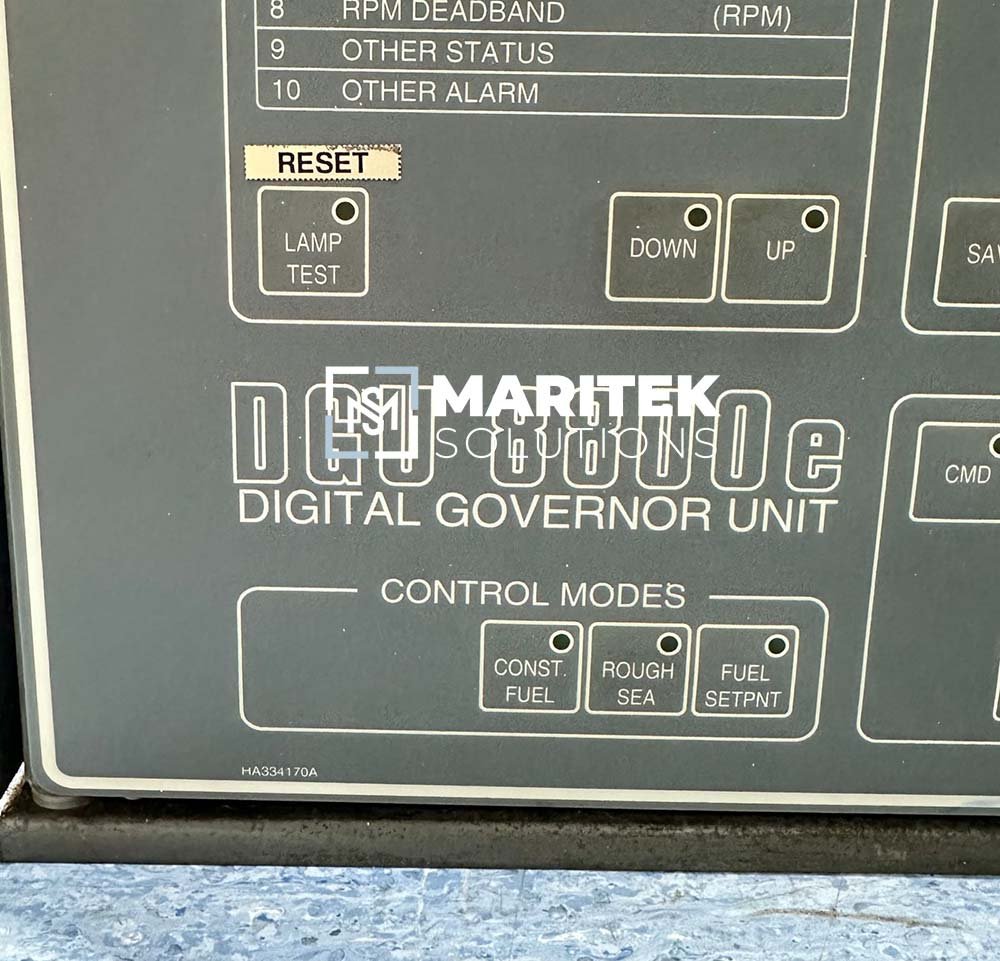 8 RPM DEADBAND (RPM)
9 OTHER STATUS
10 OTHER ALARM
RESET
LAMP
TEST
DOWN
UP
SAV
MARITEK
SOLUTIONS
DGU 8800e
DIGITAL GOVERNOR UNIT
CMD
CONTROL MODES
CONST.
FUEL
ROUGH
SEA
FUEL
SETPNT
HA334170A